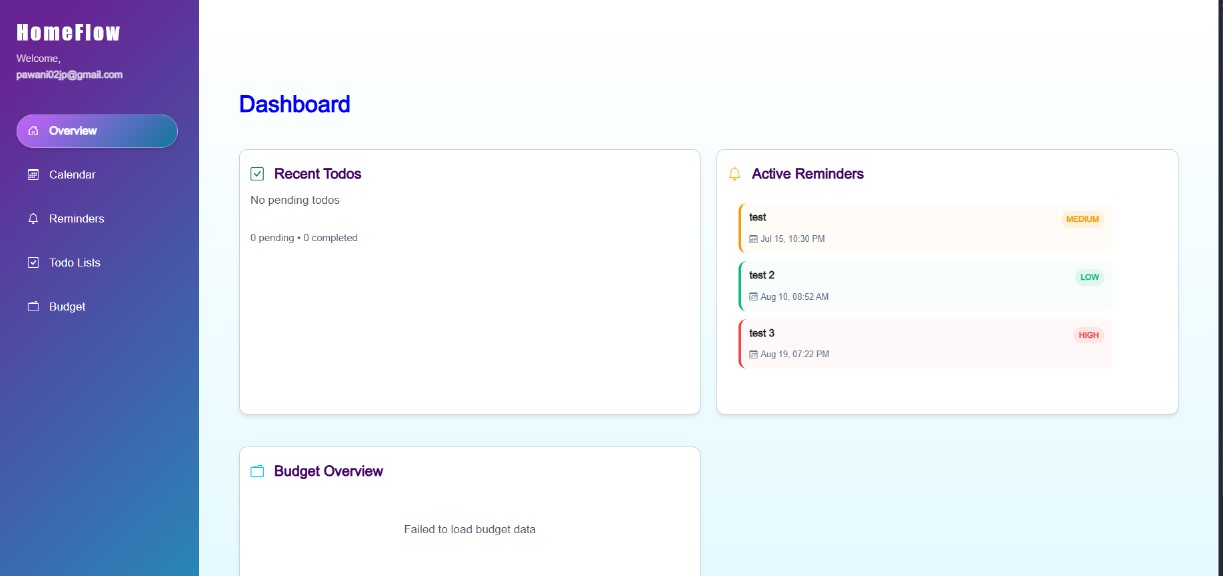 HomeFlow
Welcome,
pawani02jp@gmail.com
Overview
Calendar
Reminders
Todo Lists
Budget
Dashboard
Recent Todos
No pending todos
0 pending • 0 completed
Active Reminders
test
MEDIUM
Jul 15, 10:30 PM
test 2
LOW
Aug 10, 08:52 AM
test 3
HIGH
Aug 19, 07:22 PM
Budget Overview
Failed to load budget data